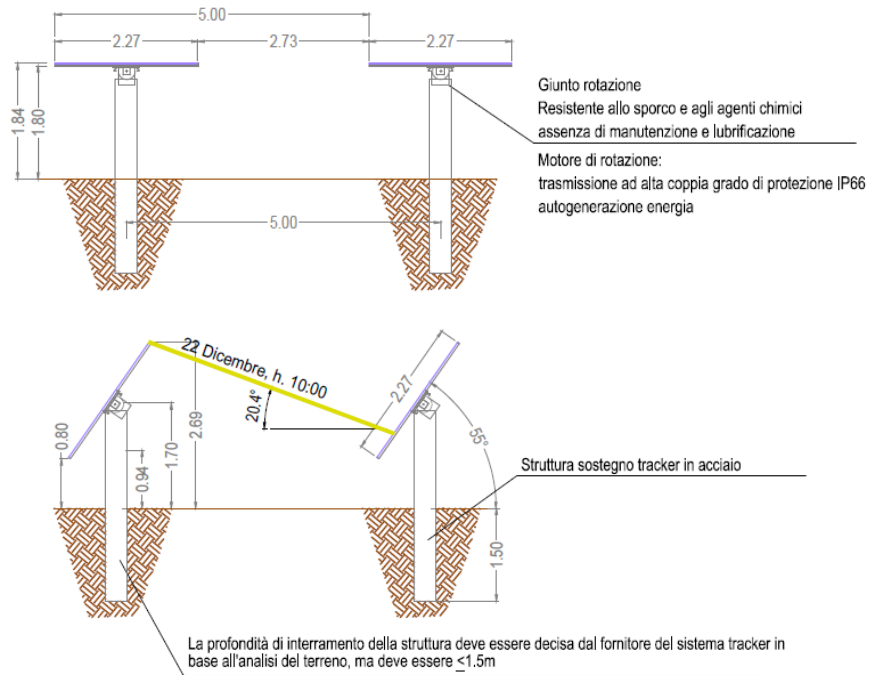 5.00
2.27
2.73
2.27
1.84
1.80
Giunto rotazione
Resistente allo sporco e agli agenti chimici
assenza di manutenzione e lubrificazione
Motore di rotazione:
trasmissione ad alta coppia grado di protezione IP66
autogenerazione energia
5.00
22 Dicembre, h. 10:00
20.4°
2.27
55°
0.80
0.94
1.70
2.69
Struttura sostegno tracker in acciaio
1.50
La profondità di interramento della struttura deve essere decisa dal fornitore del sistema tracker in
base all'analisi del terreno, ma deve essere ≤1.5m